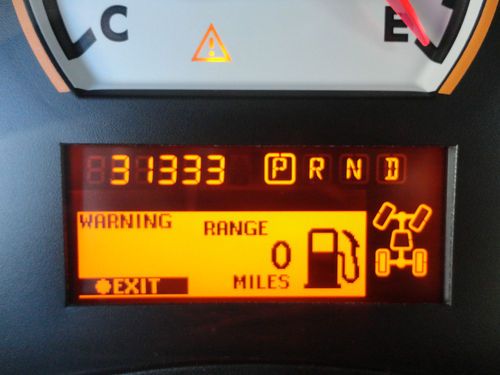 C E
31333 P R N D
WARNING
RANGE
0
EXIT
MILES